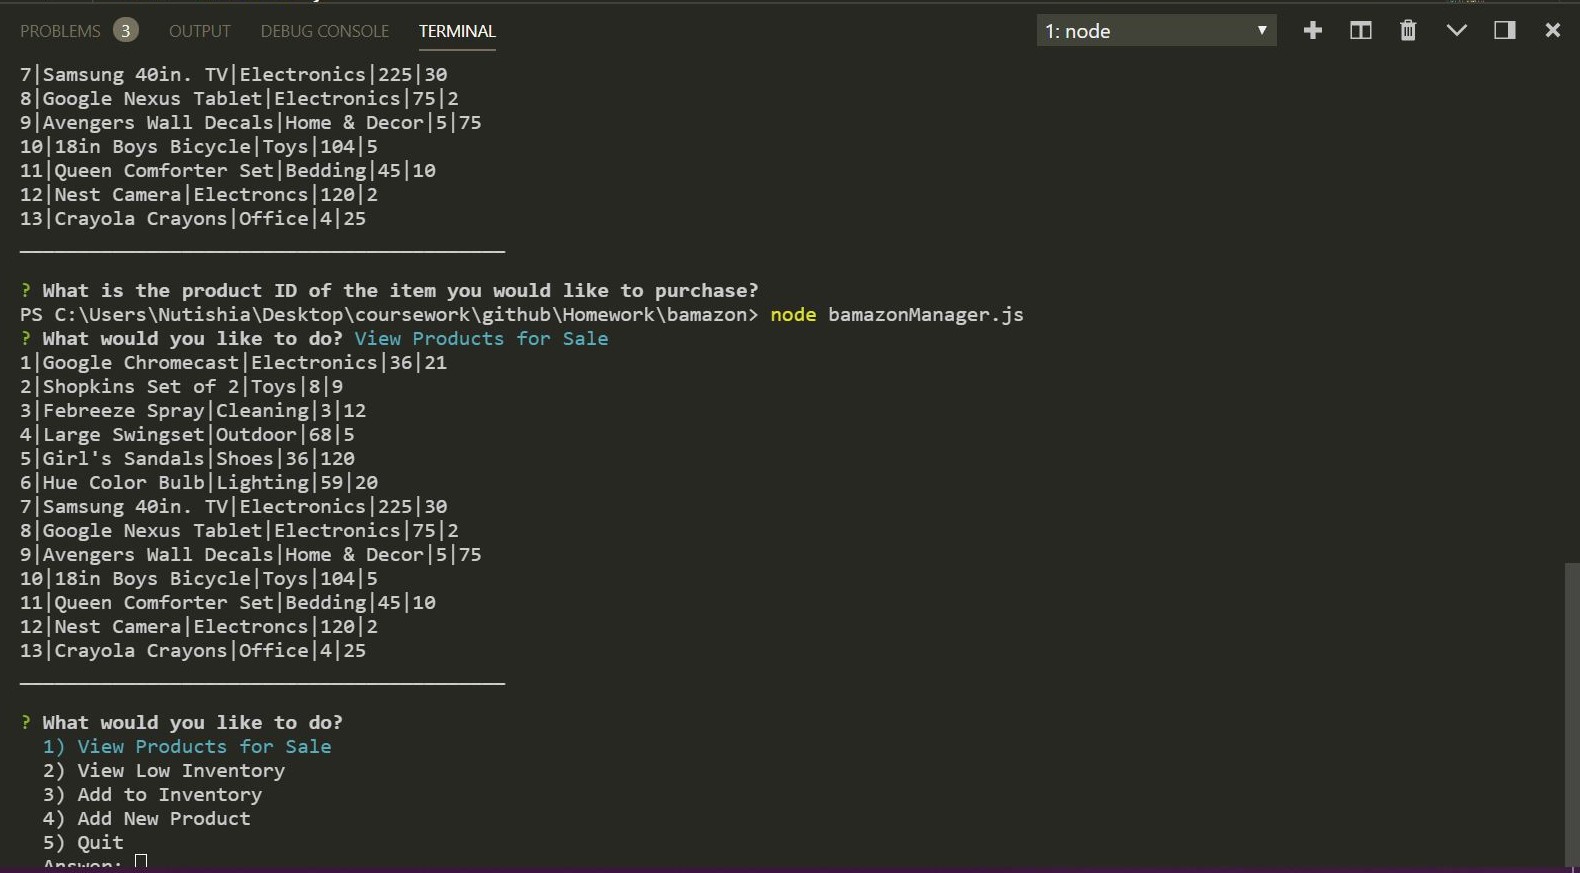 PROBLEMS 3 OUTPUT DEBUG CONSOLE TERMINAL 1: node
7|Samsung 40in. TV|Electronics|225|30
8|Google Nexus Tablet|Electronics|75|2
9|Avengers Wall Decals|Home & Decor|5|75
10|18in Boys Bicycle|Toys|104|5
11|Queen Comforter Set|Bedding|45|10
12|Nest Camera|Electroncs|120|2
13|Crayola Crayons|Office|4|25
__________________________________________
? What is the product ID of the item you would like to purchase?
PS C:\Users\Nutishia\Desktop\coursework\github\Homework\bamazon> node bamazonManager.js
? What would you like to do? View Products for Sale
1|Google Chromecast|Electronics|36|21
2|Shopkins Set of 2|Toys|8|9
3|Febreeze Spray|Cleaning|3|12
4|Large Swingset|Outdoor|68|5
5|Girl's Sandals|Shoes|36|120
6|Hue Color Bulb|Lighting|59|20
7|Samsung 40in. TV|Electronics|225|30
8|Google Nexus Tablet|Electronics|75|2
9|Avengers Wall Decals|Home & Decor|5|75
10|18in Boys Bicycle|Toys|104|5
11|Queen Comforter Set|Bedding|45|10
12|Nest Camera|Electroncs|120|2
13|Crayola Crayons|Office|4|25
__________________________________________
? What would you like to do?
1) View Products for Sale
2) View Low Inventory
3) Add to Inventory
4) Add New Product
5) Quit
Answer: